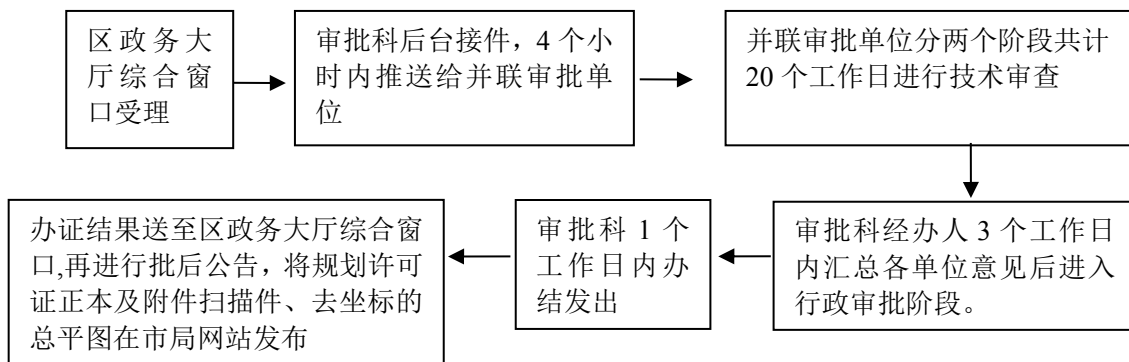 区政务大
厅综合窗
口受理
审批科后台接件，4 个小
时内推送给并联审批单
位
并联审批单位分两个阶段共计
20 个工作日进行技术审查
审批科经办人 3 个工作日
内汇总各单位意见后进入
行政审批阶段。
审批科 1 个
工作日内办
结发出
办证结果送至区政务大厅综合窗
口,再进行批后公告，将规划许可
证正本及附件扫描件、去坐标的
总平图在市局网站发布